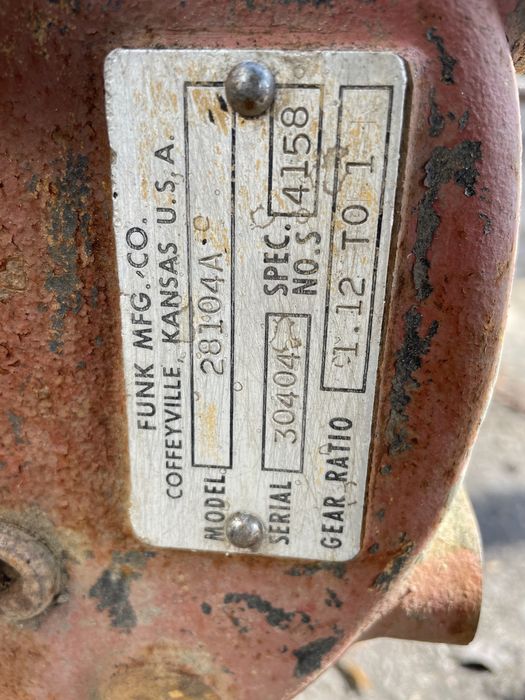 FUNK MFG. CO.
COFFEYVILLE, KANSAS U.S.A.
MODEL 28104A
SERIAL 30404 SPEC. NO.S 4158
GEAR RATIO 1.12 TO 1